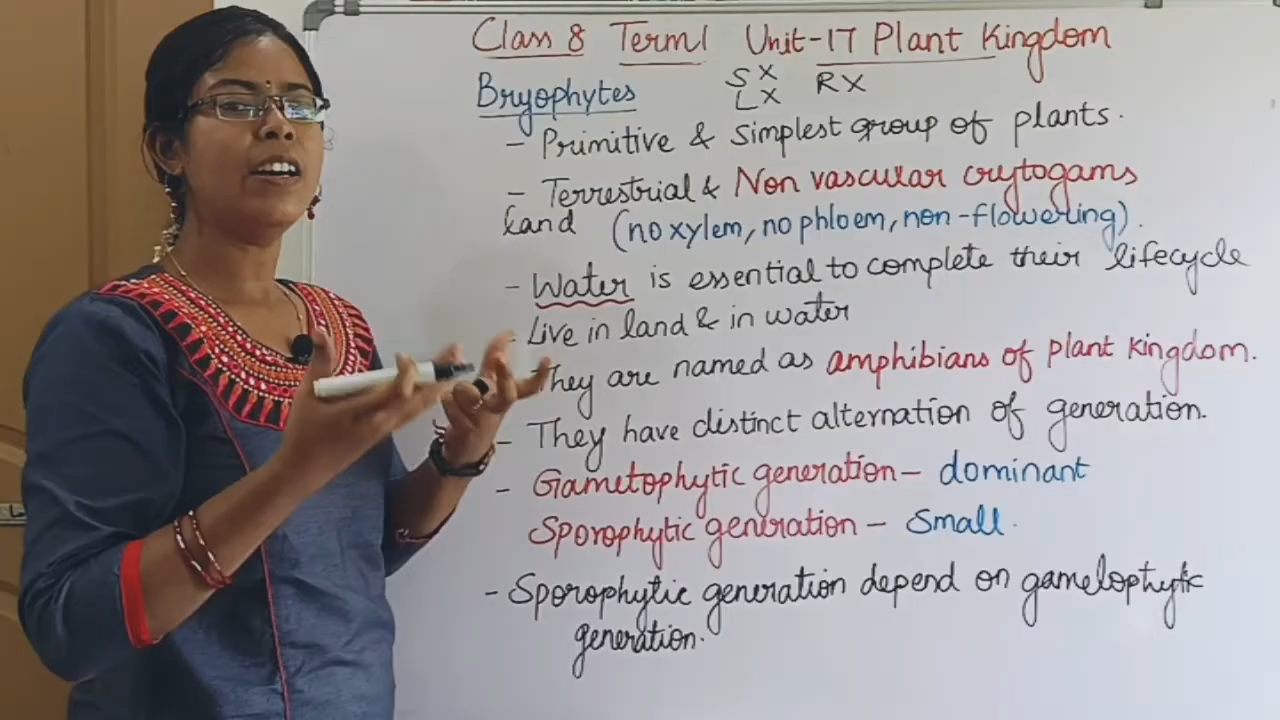 Class 8 Term1 Unit-17 Plant Kingdom
Bryophytes
S X R X
L X
- Primitive & simplest group of plants.
- Terrestrial & Non vascular crytogams
land (no xylem, no phloem, non-flowering).
- Water is essential to complete their lifecycle
- Live in land & in water
They are named as amphibians of plant kingdom.
- They have distinct alternation of generation.
- Gametophytic generation – dominant
Sporophytic generation – Small.
- Sporophytic generation depend on gamelophytic
generation.